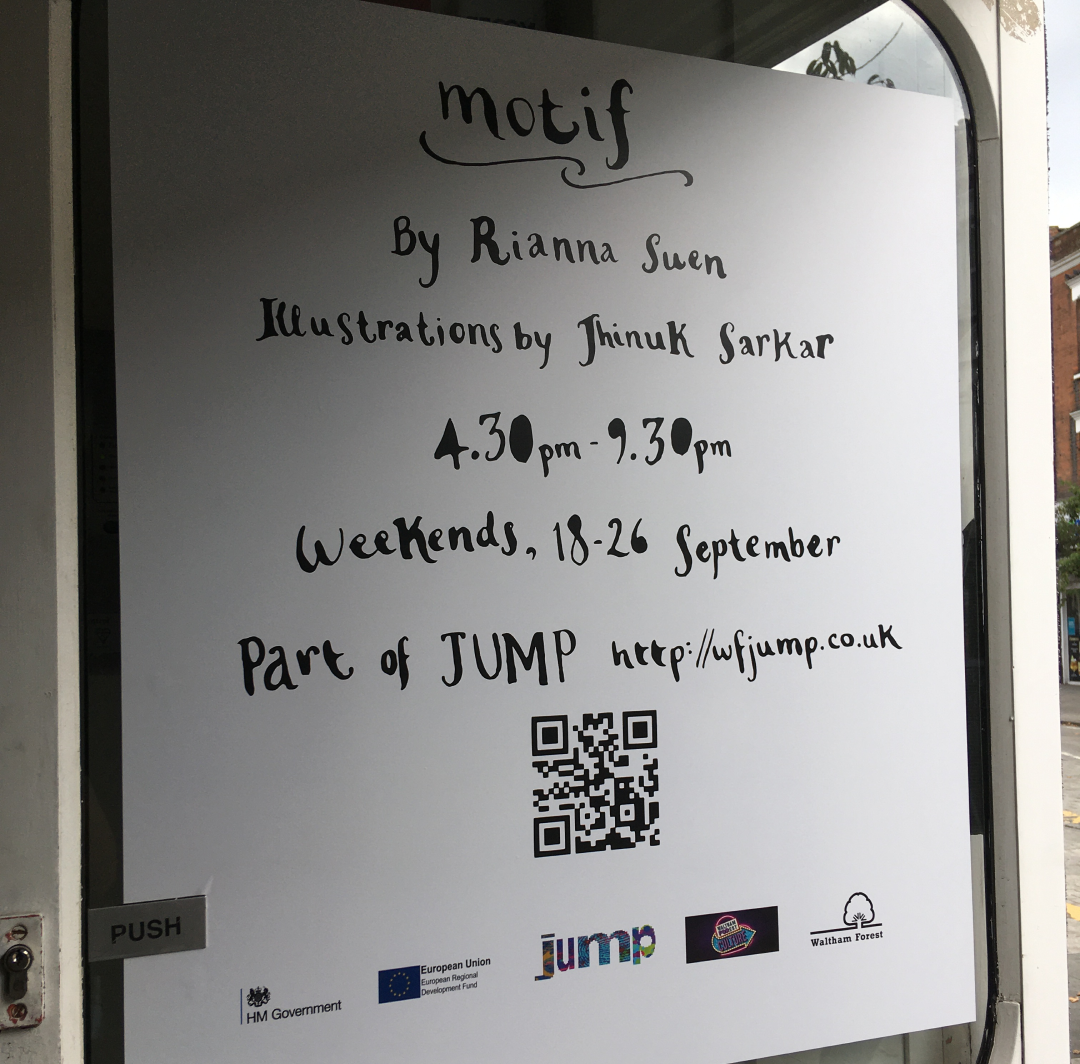 motif
By Rianna Suen
Illustrations by Jhinuk Sarkar
4.30pm - 9.30pm
Weekends, 18-26 September
Part of JUMP http://wfjump.co.uk
PUSH
HM Government
European Union
European Regional
Development Fund
jump
Waltham Forest